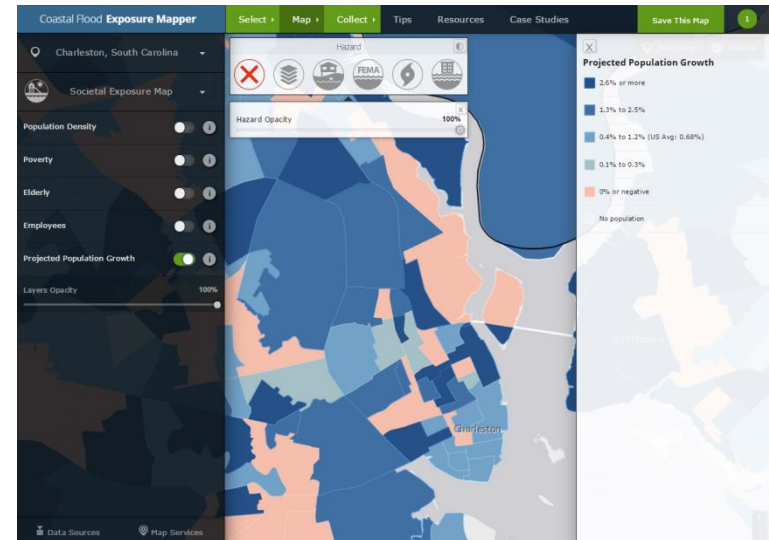 Coastal Flood Exposure Mapper
Select Map Collect Tips Resources Case Studies
Save This Map
1
Charleston, South Carolina
Societal Exposure Map
Population Density
i
Poverty
i
Elderly
i
Employees
i
Projected Population Growth
i
Layers Opacity 100%
Data Sources Map Services
Hazard
FEMA
Hazard Opacity
X
100%
Charleston
X
Projected Population Growth
2.6% or more
1.3% to 2.5%
0.4% to 1.2% (US Avg: 0.68%)
0.1% to 0.3%
0% or negative
No population